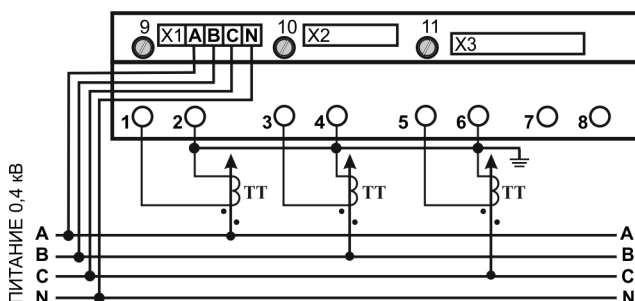 9 10 11
X1 A B C N X2 X3
1 2 3 4 5 6 7 8
ТТ ТТ ТТ
ПИТАНИЕ 0,4 кВ
A A
B B
C C
N N